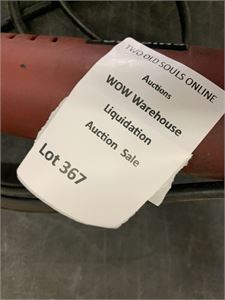 TWO OLD SOULS ONLINE
Auctions
WOW Warehouse
Liquidation
Auction Sale
Lot 367